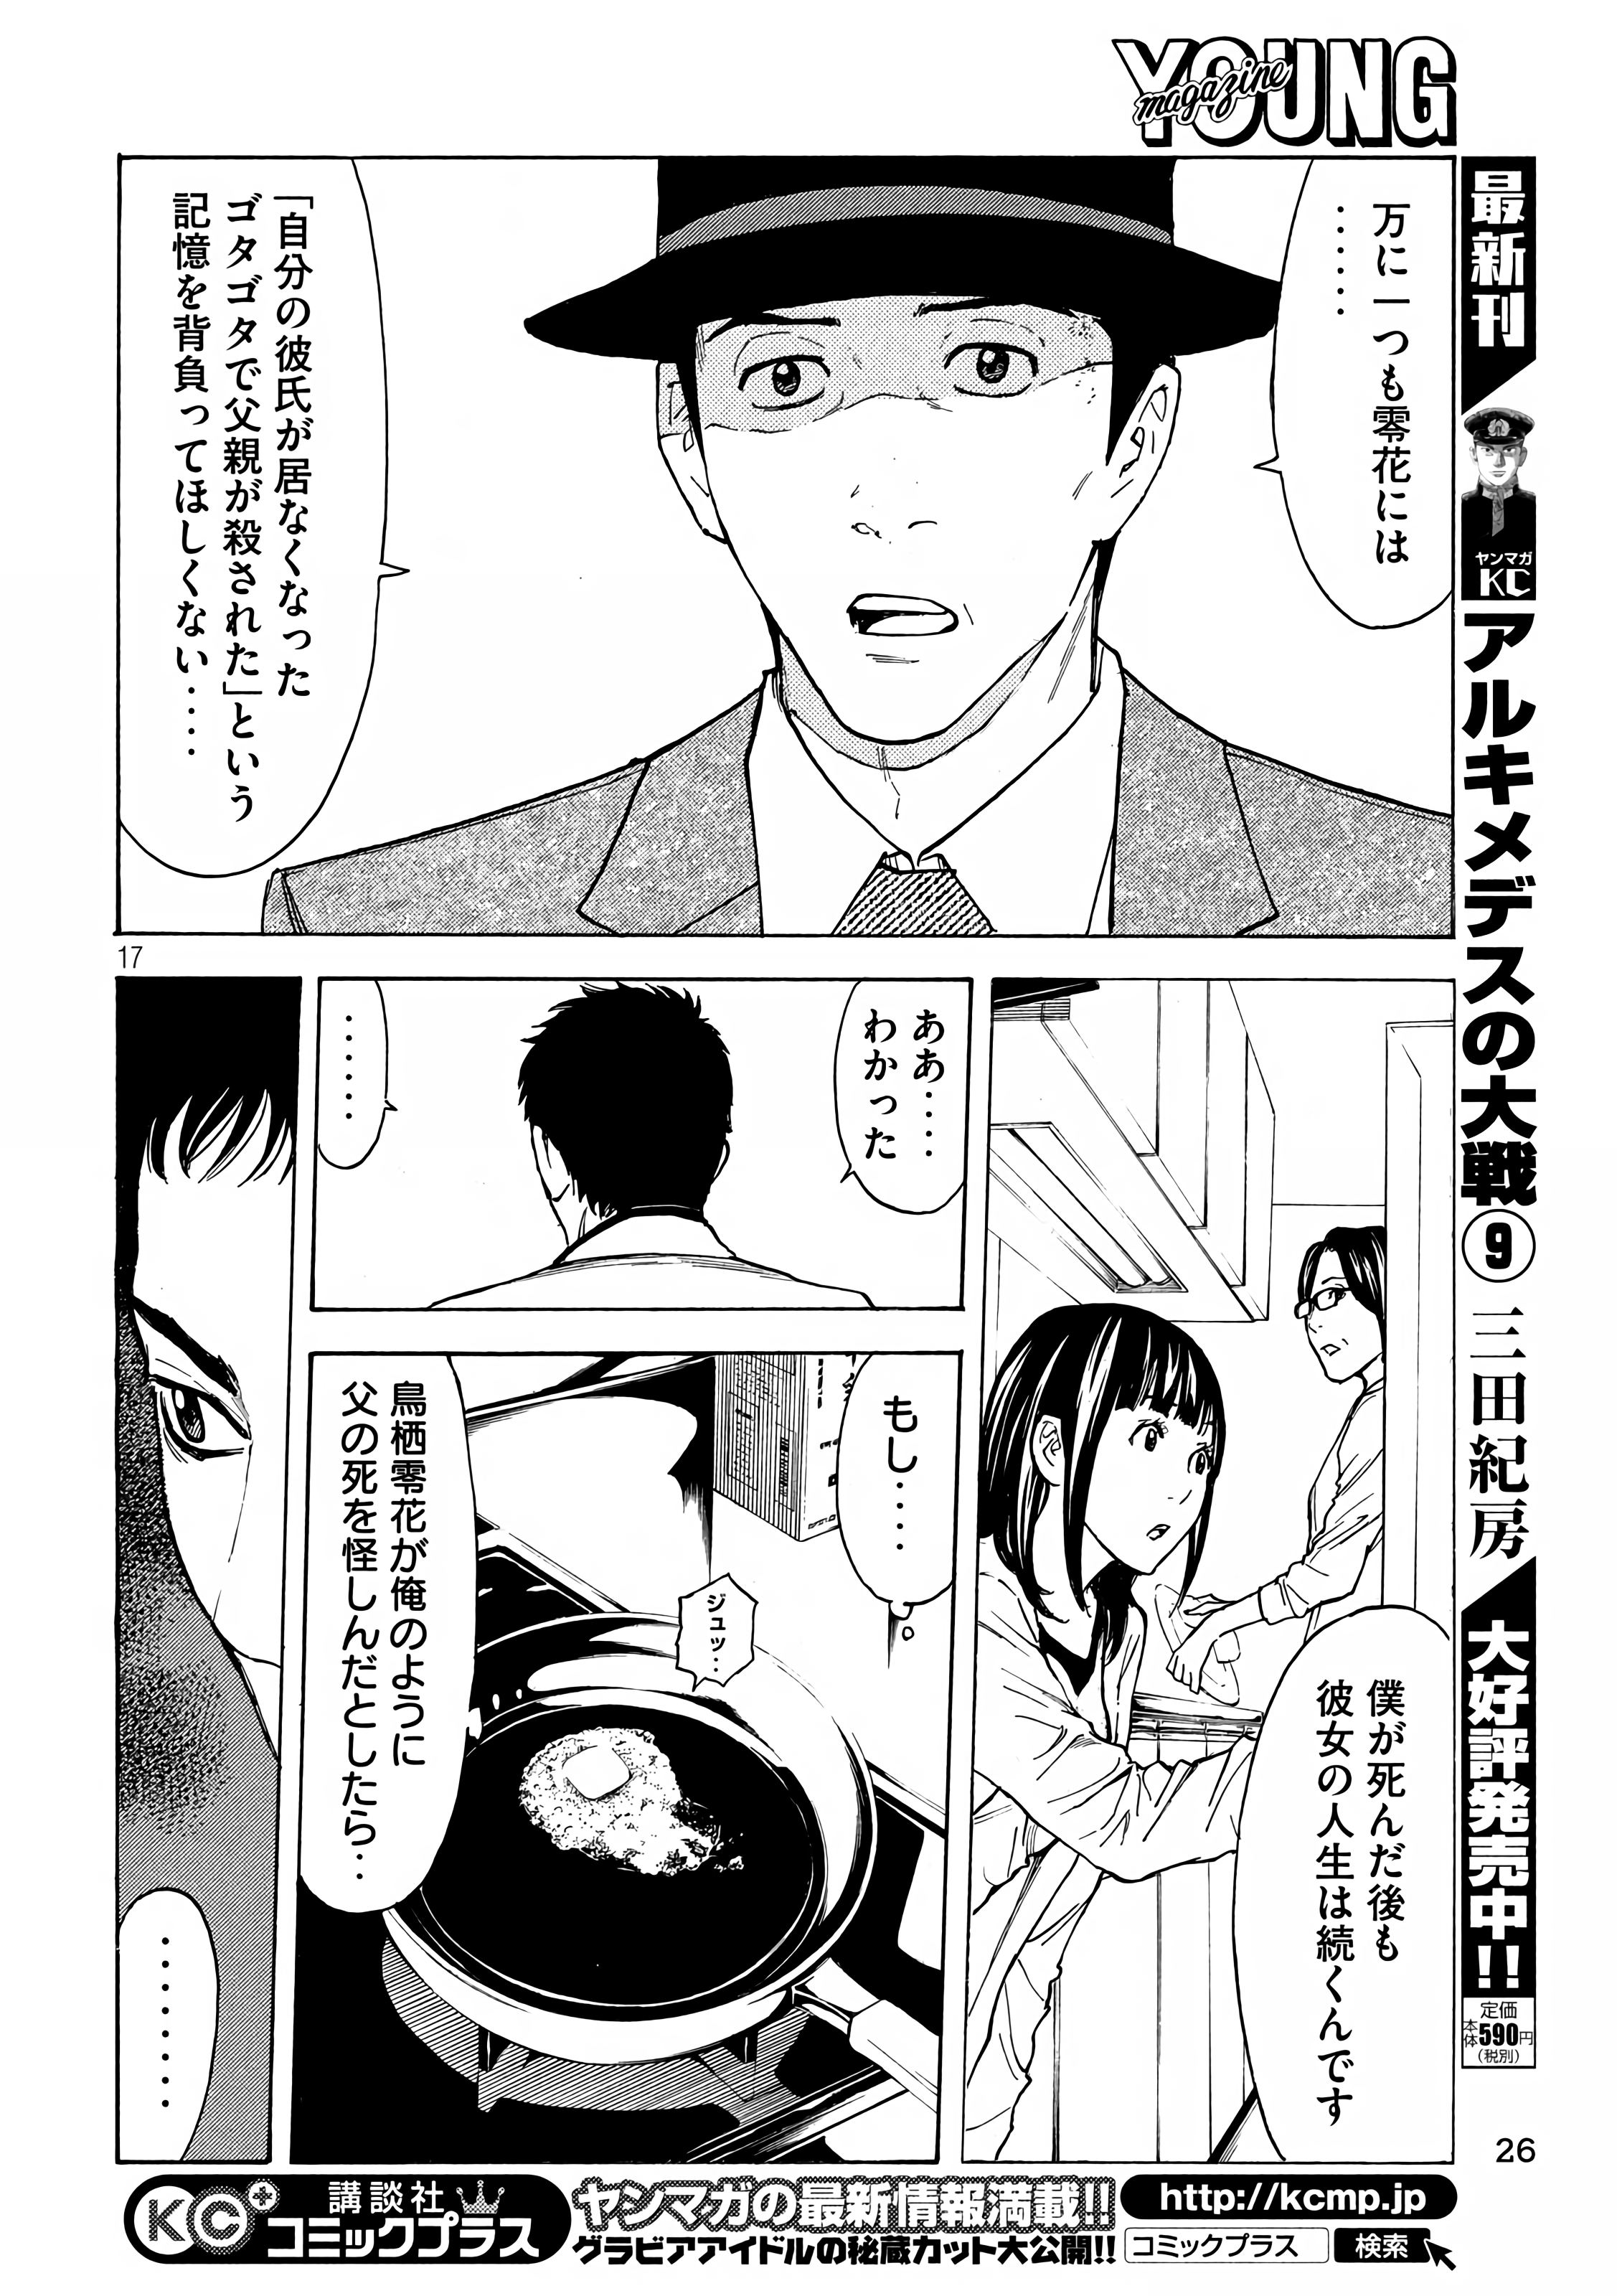 YOUNG
magazine
万に一つも零花には
‥‥‥
「自分の彼氏が居なくなった
ゴタゴタで父親が殺された」という
記憶を背負ってほしくない‥‥
17
僕が死んだ後も
彼女の人生は続くんです
ああ‥‥
わかった
‥‥‥
もし‥‥
ジュッ‥
鳥栖零花が俺のように
父の死を怪しんだとしたら‥
‥‥‥‥
最新刊
ヤンマガ
KC
アルキメデスの大戦⑨
三田紀房
大好評発売中!!
定価
本体590円
(税別)
26
KC+
講談社
コミックプラス
ヤンマガの最新情報満載!!
グラビアアイドルの秘蔵カット大公開!!
http://kcmp.jp
コミックプラス 検索